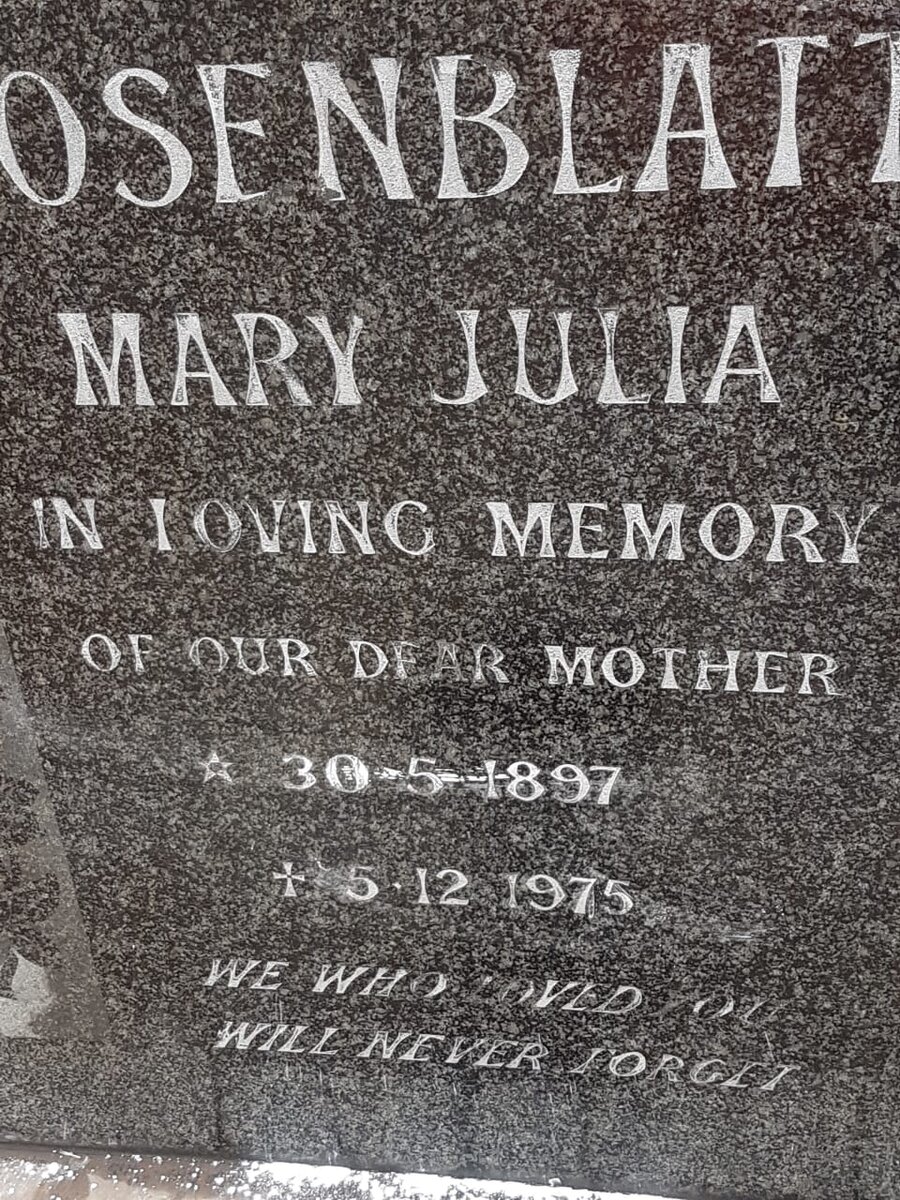 OSENBLATT
MARY JULIA
IN LOVING MEMORY
OF OUR DEAR MOTHER
☆ 30-5-1897
✝ 5·12 1975
WE WHO LOVED YOU
WILL NEVER FORGET